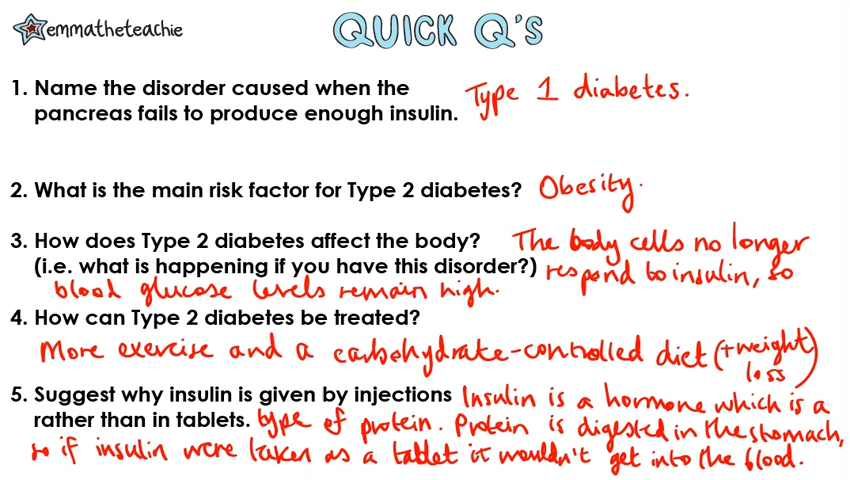 emmatheteachie
QUICK Q'S
1. Name the disorder caused when the
pancreas fails to produce enough insulin.
Type 1 diabetes.
2. What is the main risk factor for Type 2 diabetes? Obesity.
3. How does Type 2 diabetes affect the body?
(i.e. what is happening if you have this disorder?)
The body cells no longer
respond to insulin, so
blood glucose levels remain high.
4. How can Type 2 diabetes be treated?
More exercise and a carbohydrate-controlled diet (+ weight
loss)
5. Suggest why insulin is given by injections
rather than in tablets.
Insulin is a hormone which is a
type of protein. Protein is digested in the stomach,
so if insulin were taken as a tablet it wouldn't get into the blood.